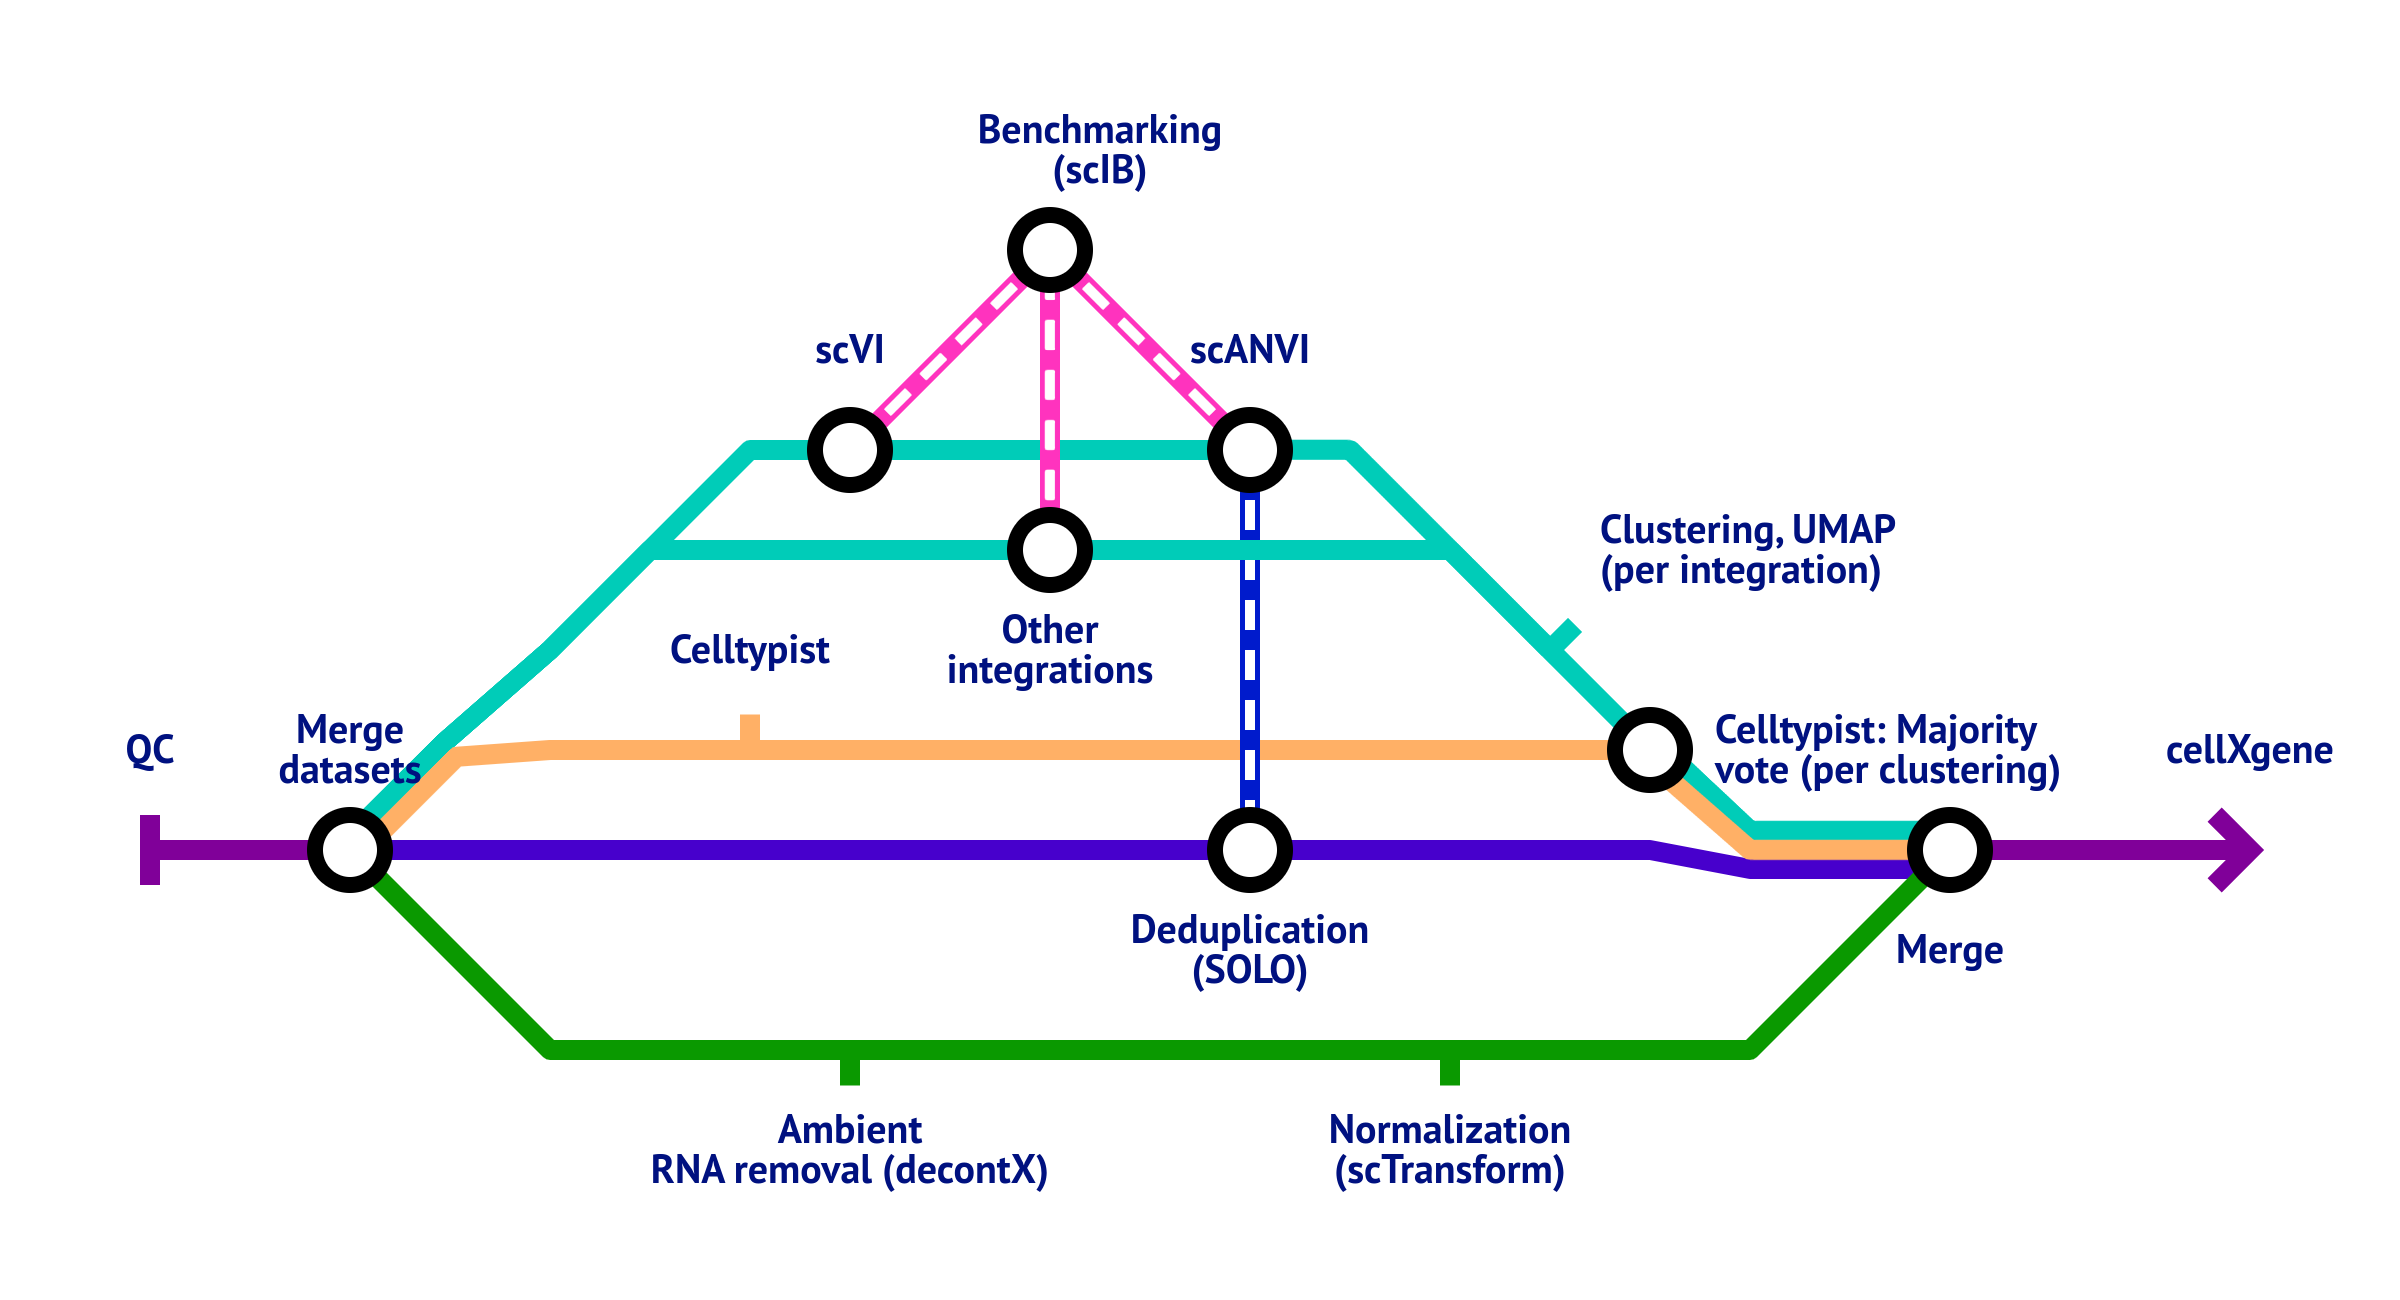 Benchmarking
(scIB)
scVI
scANVI
Clustering, UMAP
(per integration)
Other
integrations
Celltypist
QC
Merge
datasets
Celltypist: Majority
vote (per clustering)
cellXgene
Deduplication
(SOLO)
Merge
Ambient
RNA removal (decontX)
Normalization
(scTransform)